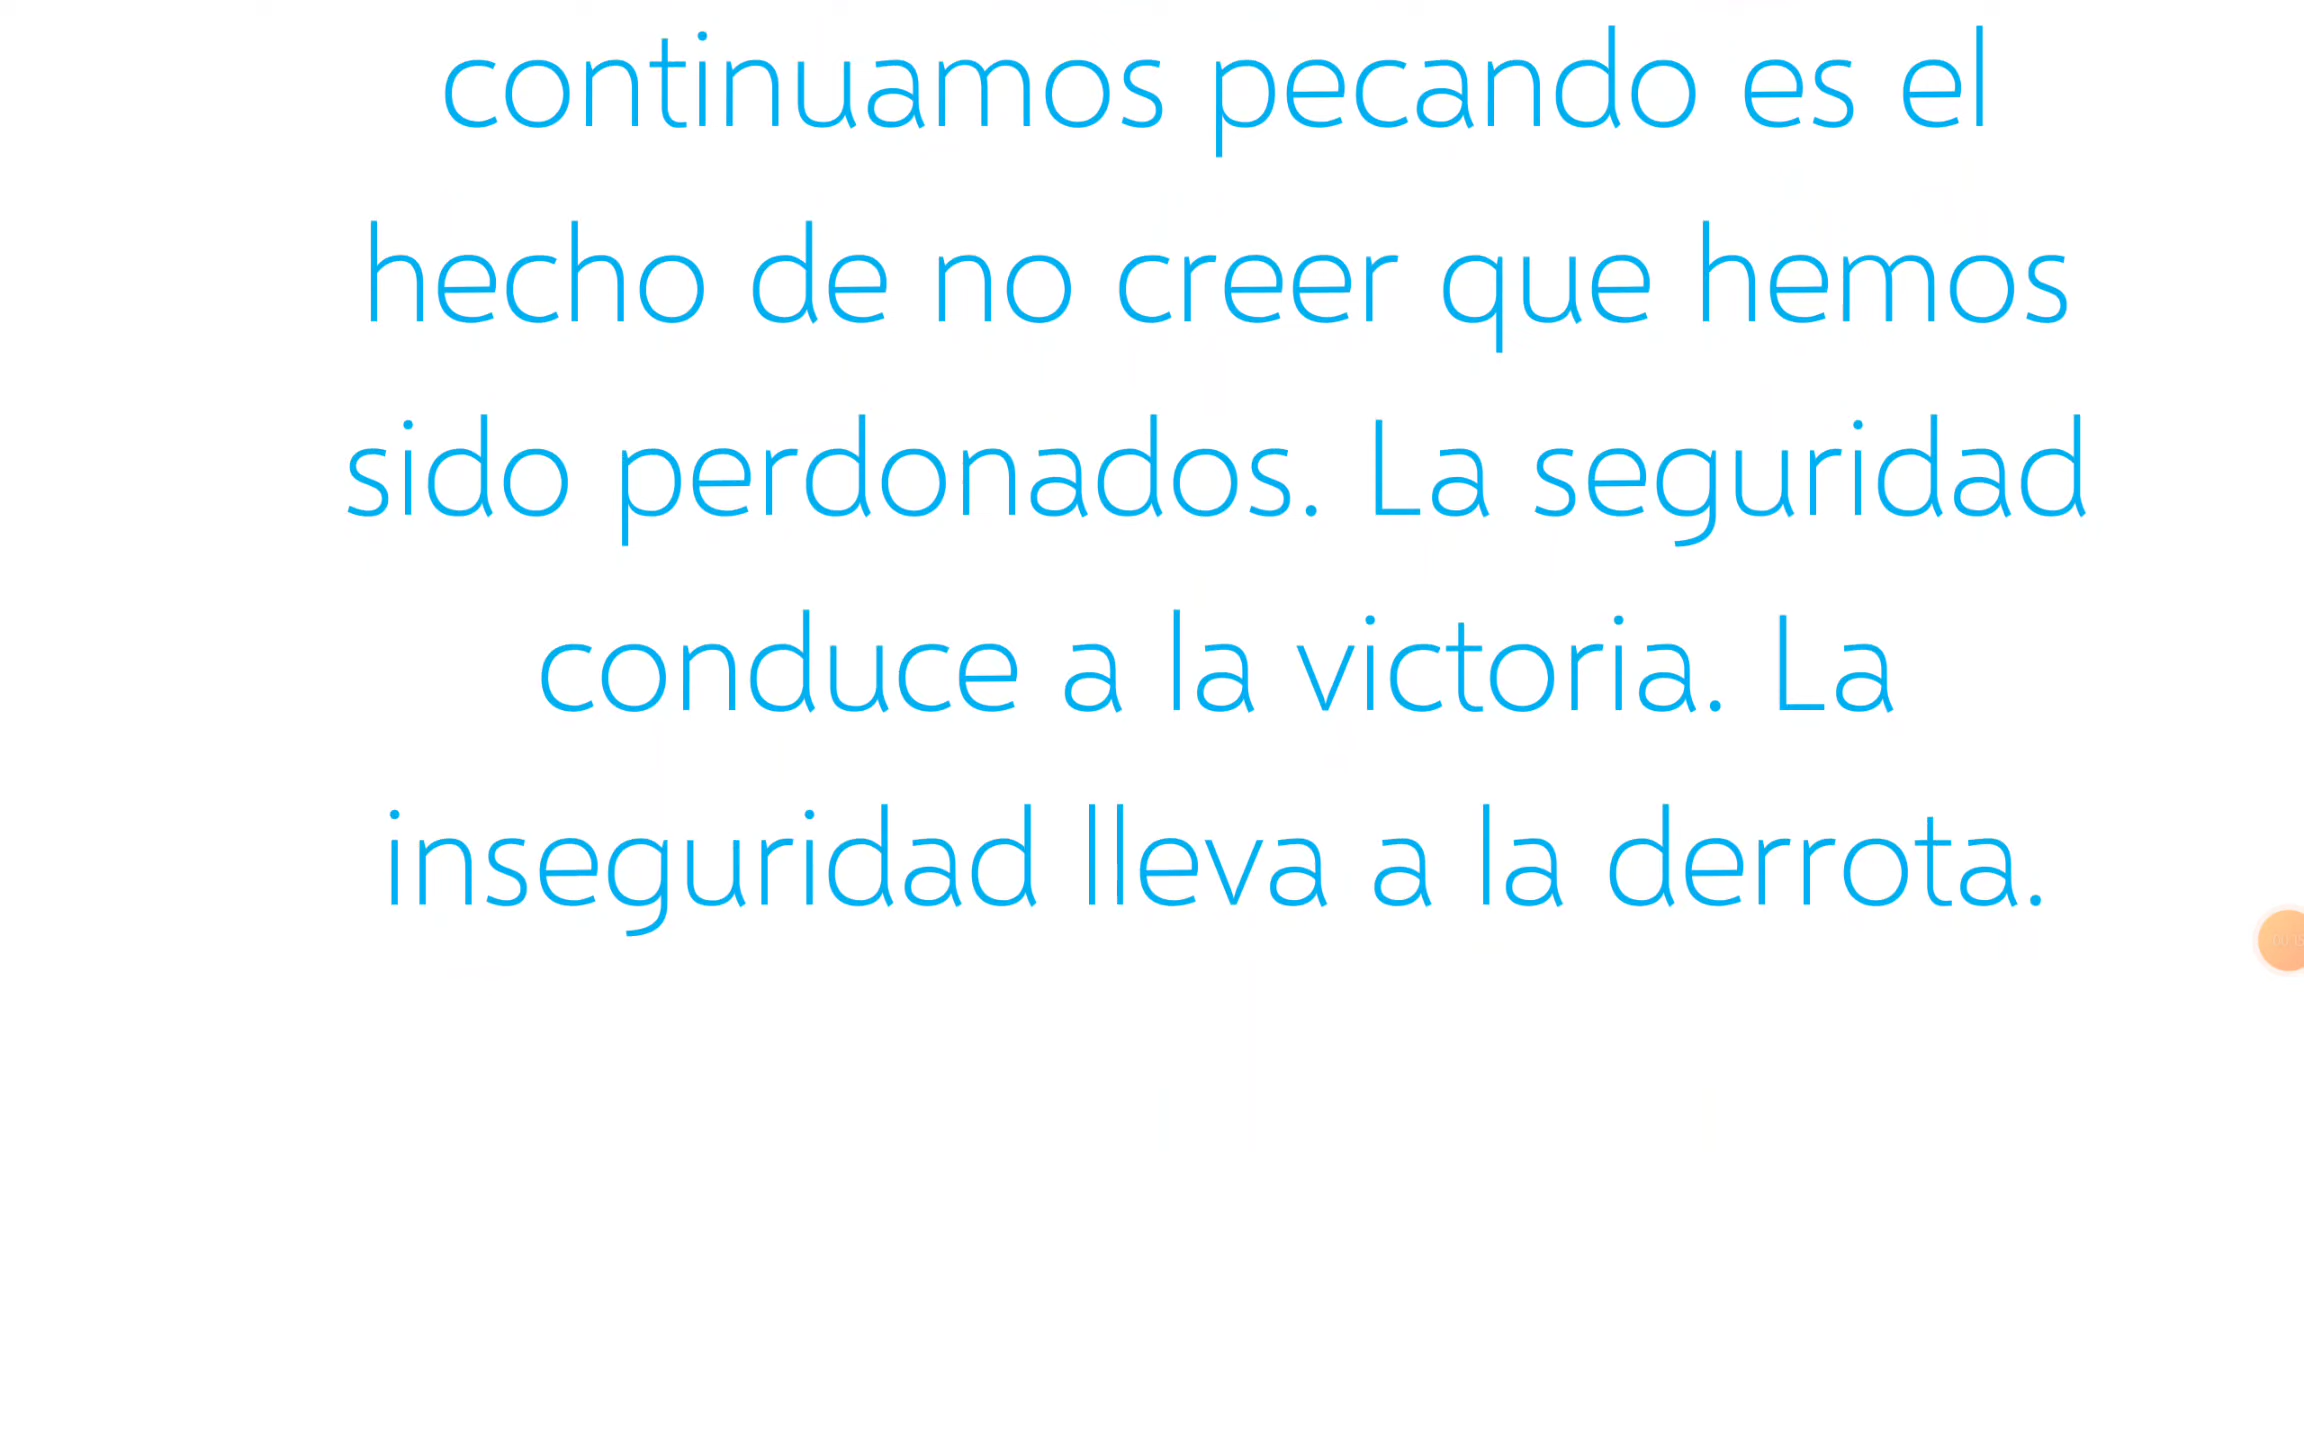 continuamos pecando es el
hecho de no creer que hemos
sido perdonados. La seguridad
conduce a la victoria. La
inseguridad lleva a la derrota.